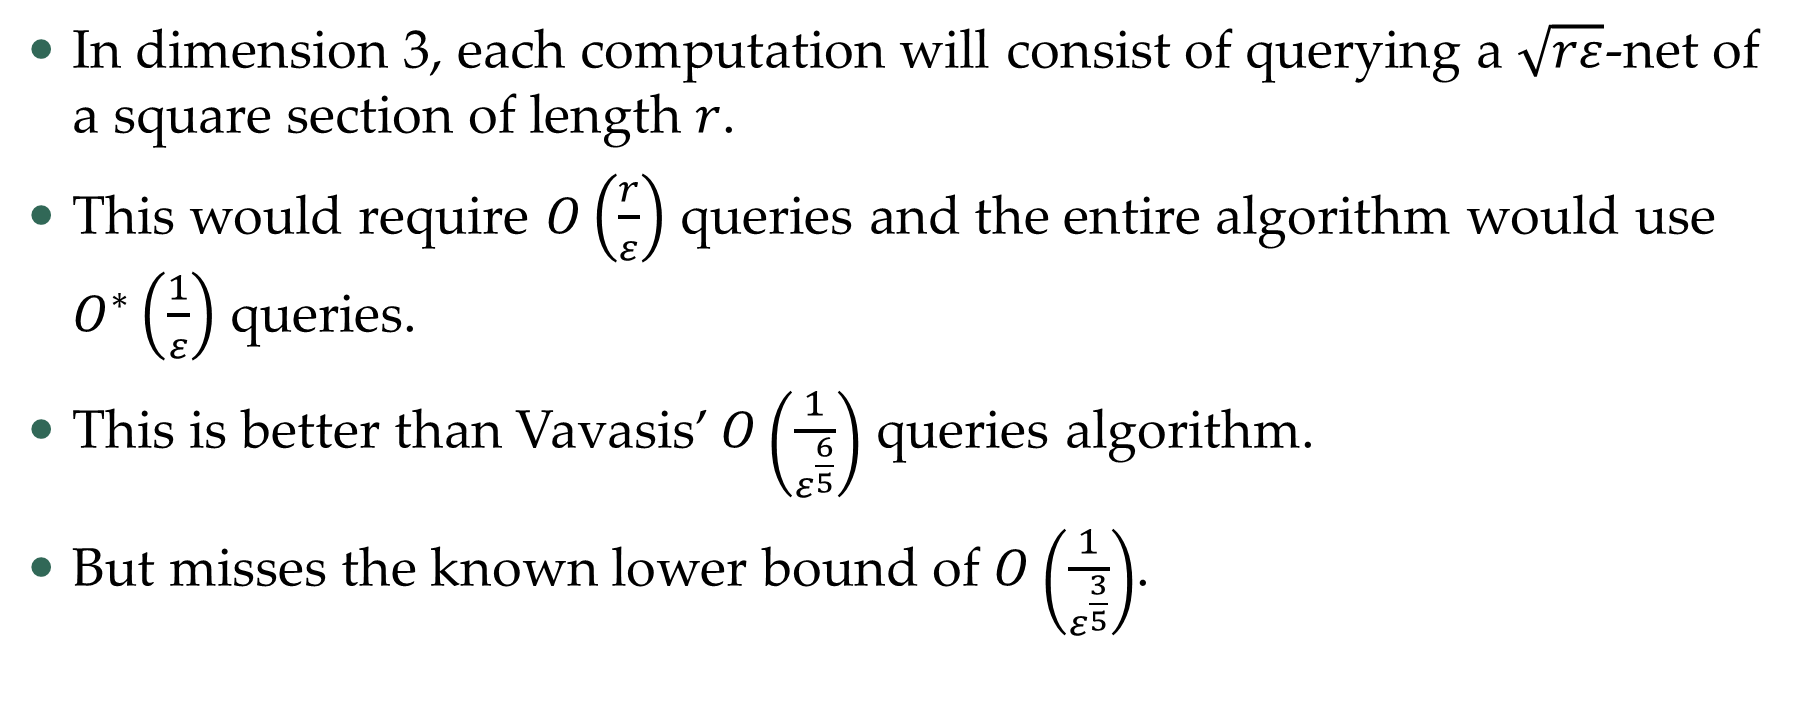 • In dimension 3, each computation will consist of querying a √(rε)-net of
a square section of length r.
• This would require O(r/ε) queries and the entire algorithm would use
O*(1/ε) queries.
• This is better than Vavasis’ O(1/ε^(6/5)) queries algorithm.
• But misses the known lower bound of O(1/ε^(3/5)).